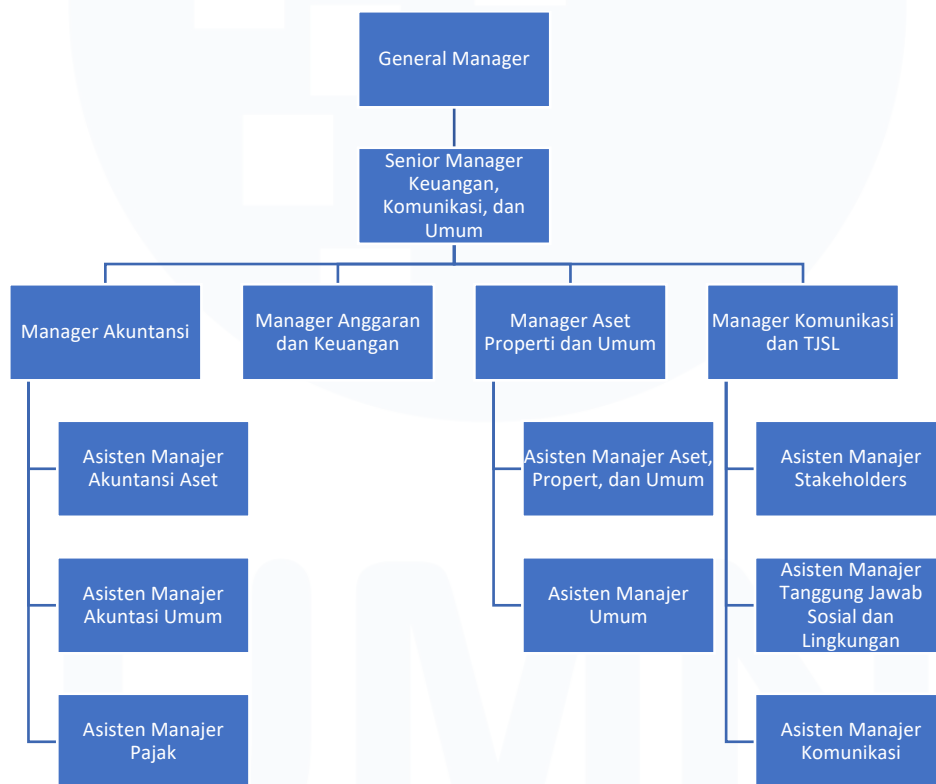 General Manager
Senior Manager
Keuangan,
Komunikasi, dan
Umum
Manager Akuntansi
Manager Anggaran
dan Keuangan
Manager Aset
Properti dan Umum
Manager Komunikasi
dan TJSL
Asisten Manajer
Akuntansi Aset
Asisten Manajer
Akuntasi Umum
Asisten Manajer
Pajak
Asisten Manajer Aset,
Propert, dan Umum
Asisten Manajer
Umum
Asisten Manajer
Stakeholders
Asisten Manajer
Tanggung Jawab
Sosial dan
Lingkungan
Asisten Manajer
Komunikasi